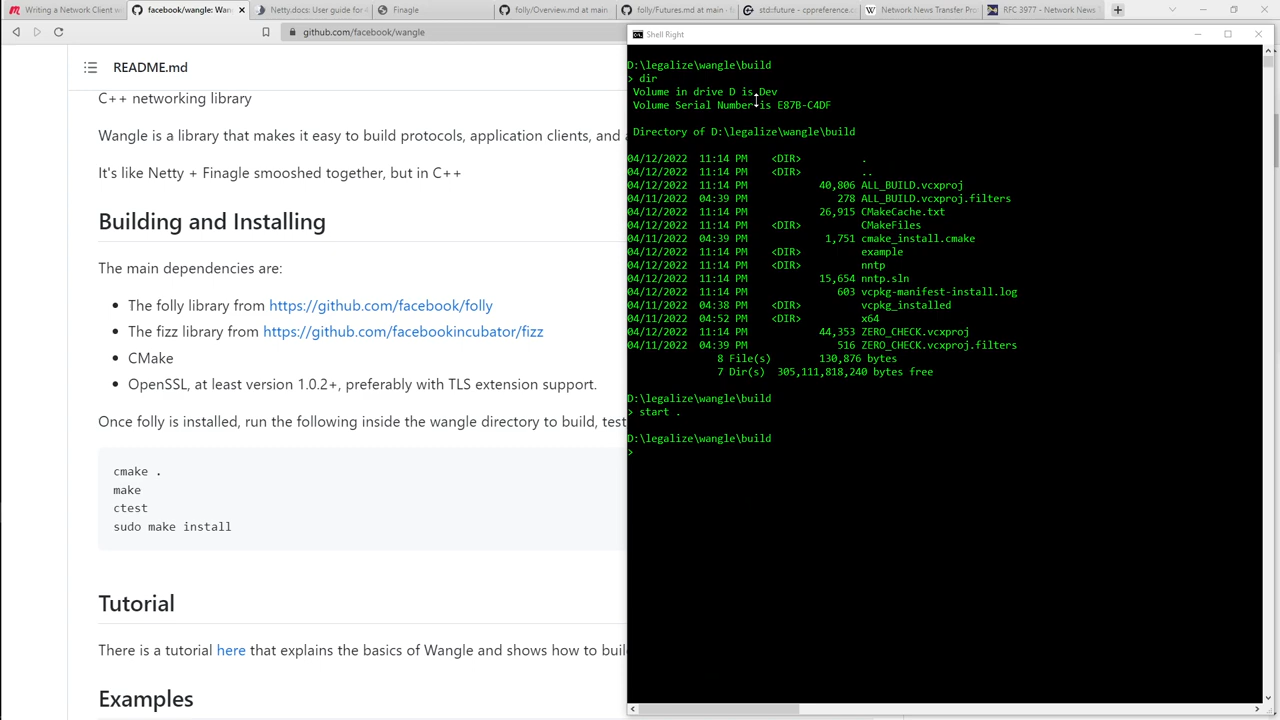 Writing a Network Client wi
facebook/wangle: Wan
Netty.docs: User guide for
Finagle
folly/Overview.md at main
folly/Futures.md at main
std::future - cppreference.c
Network News Transfer Pro
RFC 3977 - Network News T
github.com/facebook/wangle
README.md
C++ networking library
Wangle is a library that makes it easy to build protocols, application clients, and
It's like Netty + Finagle smooshed together, but in C++
Building and Installing
The main dependencies are:
The folly library from https://github.com/facebook/folly
The fizz library from https://github.com/facebookincubator/fizz
CMake
OpenSSL, at least version 1.0.2+, preferably with TLS extension support.
Once folly is installed, run the following inside the wangle directory to build, test
cmake .
make
ctest
sudo make install
Tutorial
There is a tutorial here that explains the basics of Wangle and shows how to buil
Examples
Shell Right
D:\legalize\wangle\build
> dir
Volume in drive D is Dev
Volume Serial Number is E87B-C4DF
Directory of D:\legalize\wangle\build
04/12/2022 11:14 PM <DIR> .
04/12/2022 11:14 PM <DIR> ..
04/12/2022 11:14 PM 40,806 ALL_BUILD.vcxproj
04/11/2022 04:39 PM 278 ALL_BUILD.vcxproj.filters
04/12/2022 11:14 PM 26,915 CMakeCache.txt
04/12/2022 11:14 PM <DIR> CMakeFiles
04/11/2022 04:39 PM 1,751 cmake_install.cmake
04/12/2022 11:14 PM <DIR> example
04/12/2022 11:14 PM <DIR> nntp
04/12/2022 11:14 PM 15,654 nntp.sln
04/12/2022 11:14 PM 603 vcpkg-manifest-install.log
04/11/2022 04:38 PM <DIR> vcpkg_installed
04/11/2022 04:52 PM <DIR> x64
04/12/2022 11:14 PM 44,353 ZERO_CHECK.vcxproj
04/11/2022 04:39 PM 516 ZERO_CHECK.vcxproj.filters
8 File(s) 130,876 bytes
7 Dir(s) 305,111,818,240 bytes free
D:\legalize\wangle\build
> start .
D:\legalize\wangle\build
>